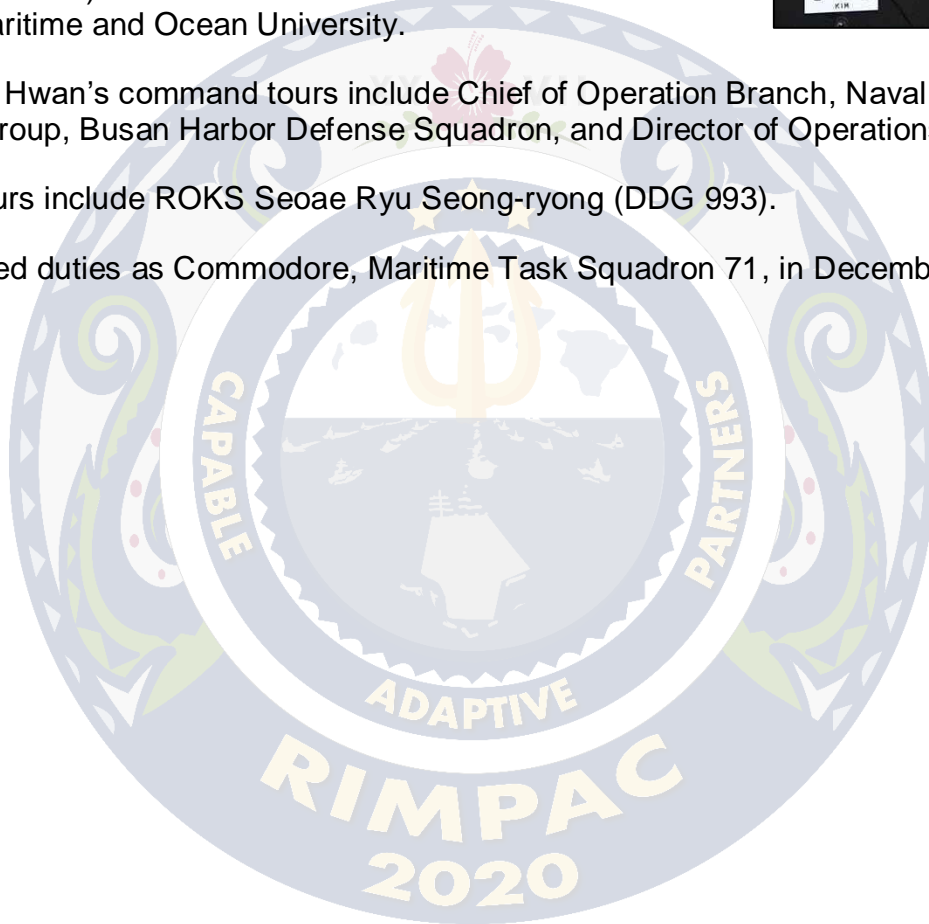 KIM
aritime and Ocean University.
Hwan's command tours include Chief of Operation Branch, Naval
roup, Busan Harbor Defense Squadron, and Director of Operations
urs include ROKS Seoae Ryu Seong-ryong (DDG 993).
ed duties as Commodore, Maritime Task Squadron 71, in Decemb
CAPABLE
PARTNERS
ADAPTIVE
RIMPAC
2020